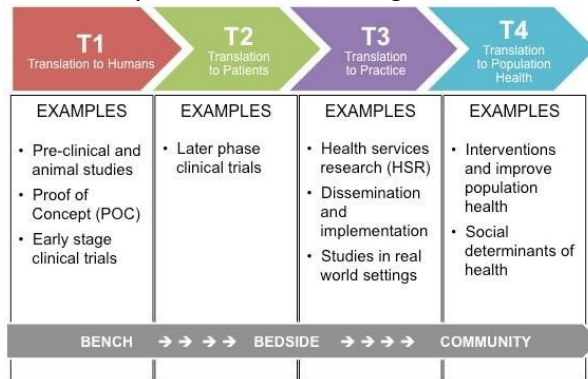 T1
Translation to Humans
T2
Translation
to Patients
T3
Translation
to Practice
T4
Translation
to Population
Health
EXAMPLES
• Pre-clinical and
animal studies
• Proof of
Concept (POC)
• Early stage
clinical trials
EXAMPLES
• Later phase
clinical trials
EXAMPLES
• Health services
research (HSR)
• Dissemination
and
implementation
• Studies in real
world settings
EXAMPLES
• Interventions
and improve
population
health
• Social
determinants of
health
BENCH → → → → BEDSIDE → → → → COMMUNITY